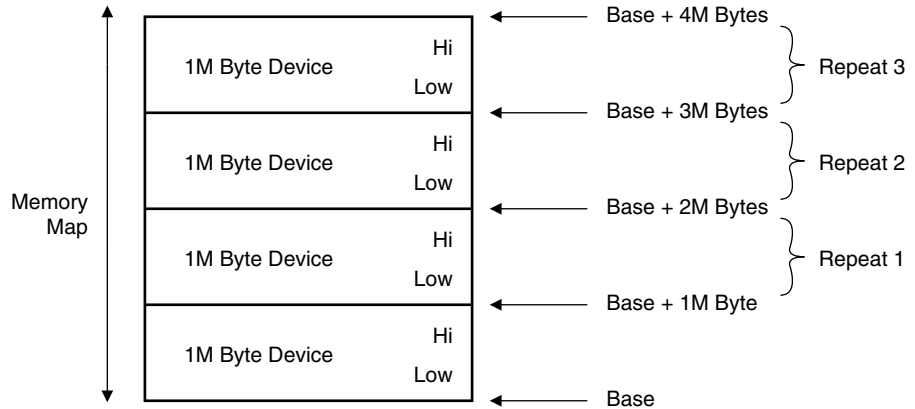 Base + 4M Bytes
Hi
1M Byte Device
Low
Repeat 3
Base + 3M Bytes
Hi
1M Byte Device
Low
Repeat 2
Memory
Map
Base + 2M Bytes
Hi
1M Byte Device
Low
Repeat 1
Base + 1M Byte
Hi
1M Byte Device
Low
Base